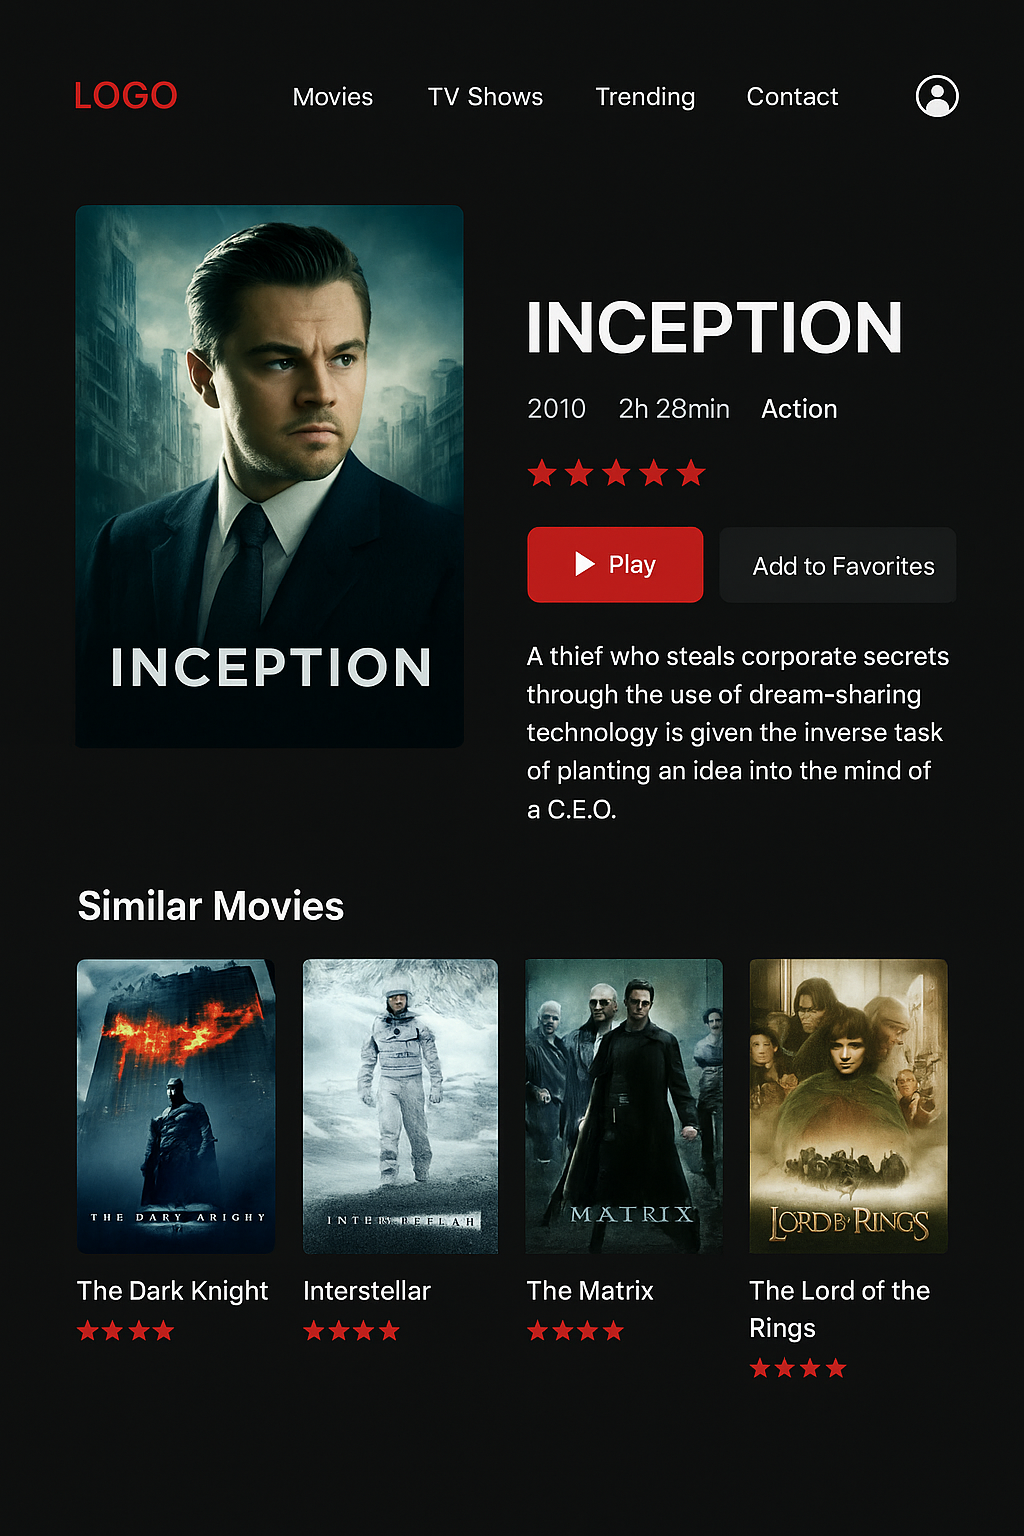 LOGO
Movies
TV Shows
Trending
Contact
INCEPTION
INCEPTION
2010 2h 28min Action
Play
Add to Favorites
A thief who steals corporate secrets
through the use of dream-sharing
technology is given the inverse task
of planting an idea into the mind of
a C.E.O.
Similar Movies
THE DARY ARIGHY
MATRIX
The Dark Knight
Interstellar
The Matrix
The Lord of the
Rings